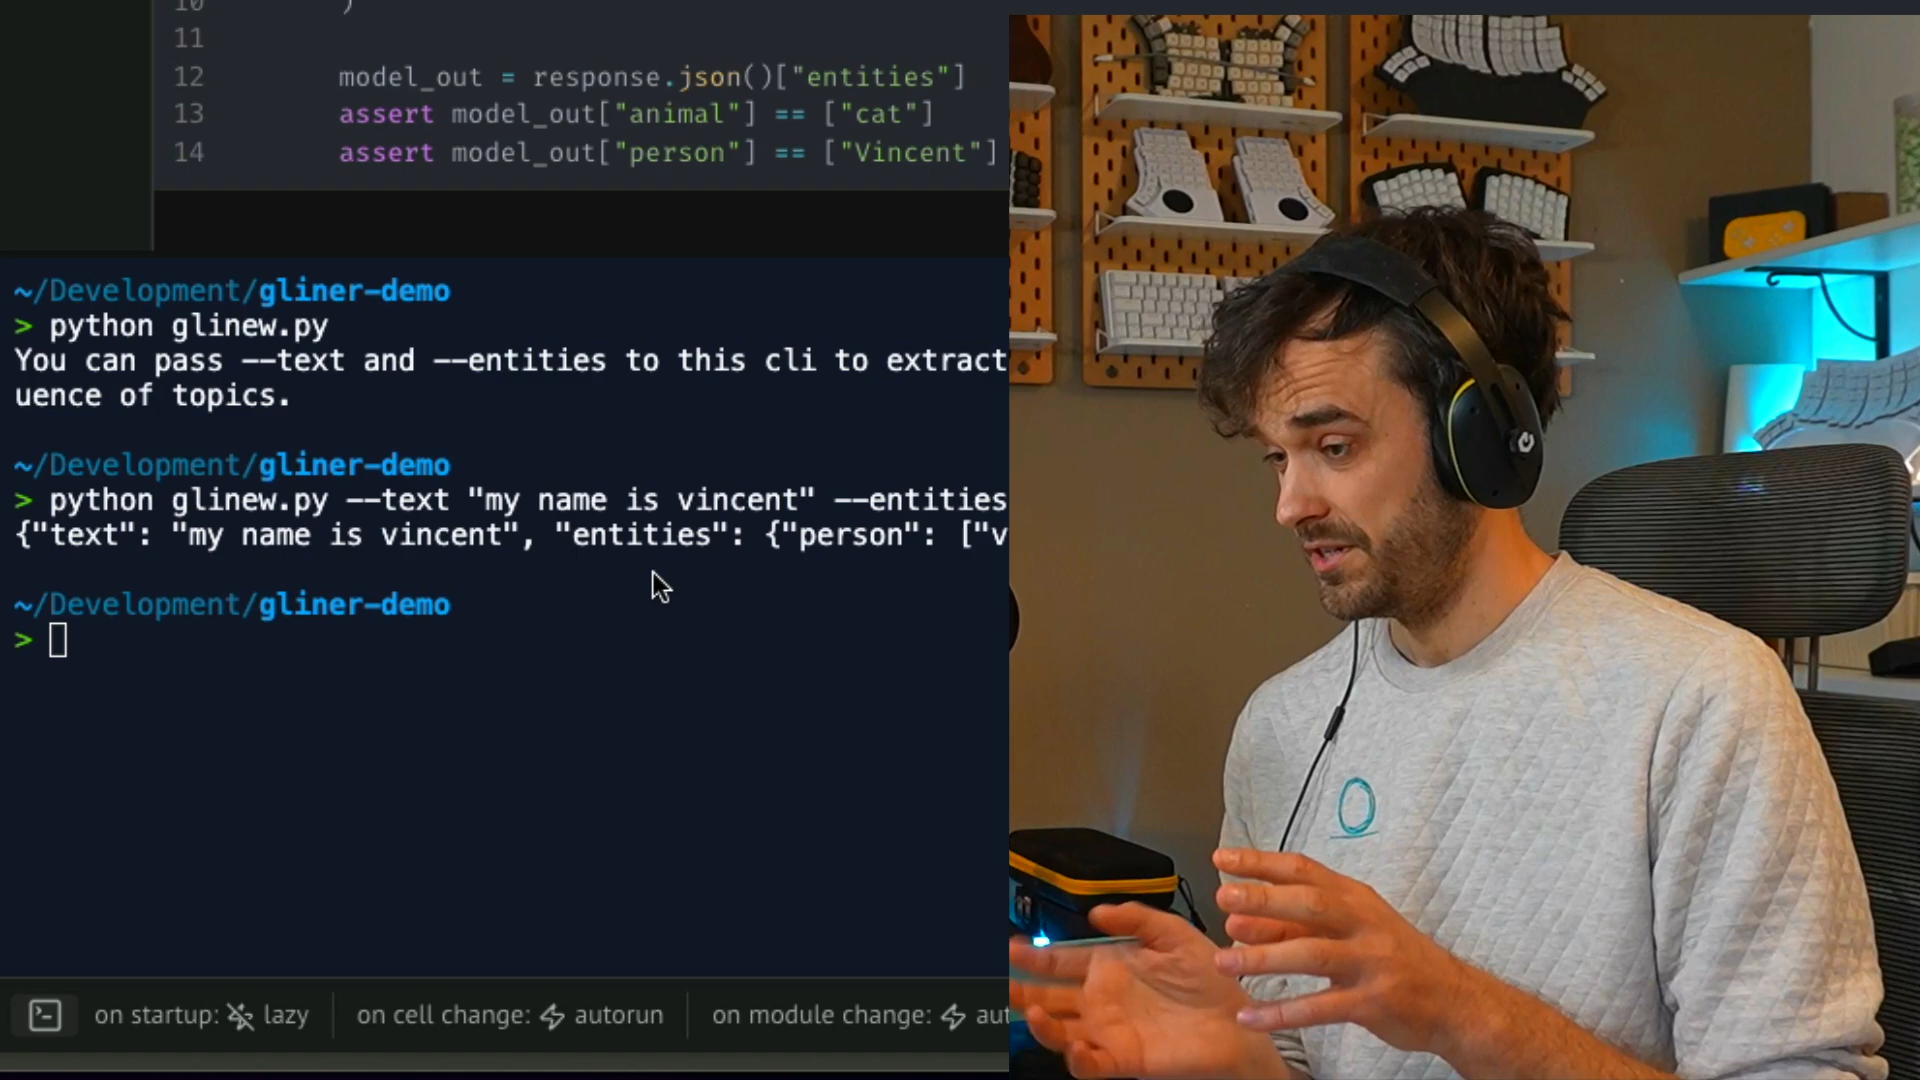 10 )
11
12 model_out = response.json()["entities"]
13 assert model_out["animal"] == ["cat"]
14 assert model_out["person"] == ["Vincent"]
~/Development/gliner-demo
> python glinew.py
You can pass --text and --entities to this cli to extract
uence of topics.
~/Development/gliner-demo
> python glinew.py --text "my name is vincent" --entities
{"text": "my name is vincent", "entities": {"person": ["v
~/Development/gliner-demo
>
on startup: lazy on cell change: autorun on module change: aut